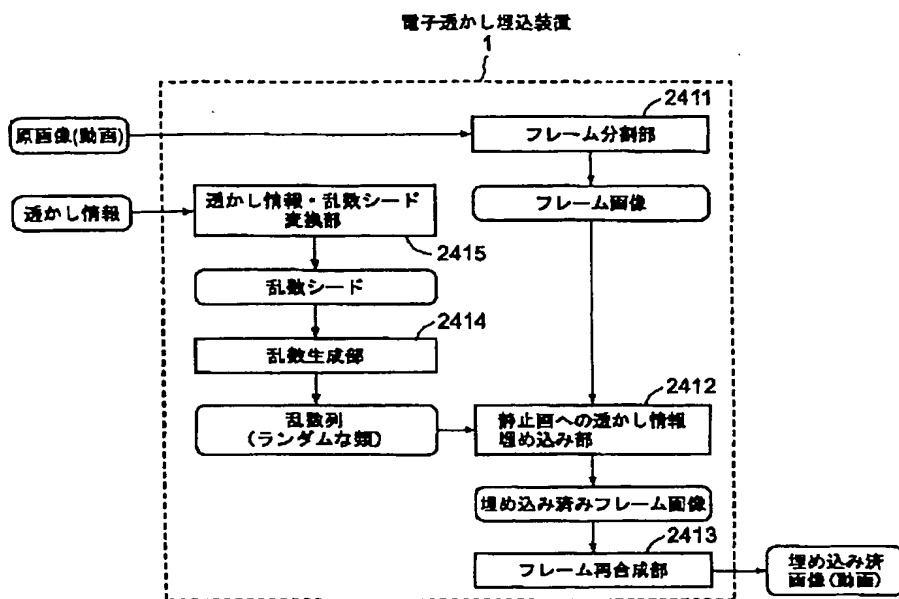 電子透かし埋込装置
1
2411
原画像(動画)
フレーム分割部
透かし情報
透かし情報・乱数シード
変換部
フレーム画像
2415
乱数シード
2414
乱数生成部
2412
乱数列
(ランダムな類)
静止画への透かし情報
埋め込み部
埋め込み済みフレーム画像
2413
フレーム再合成部
埋め込み済
画像(動画)